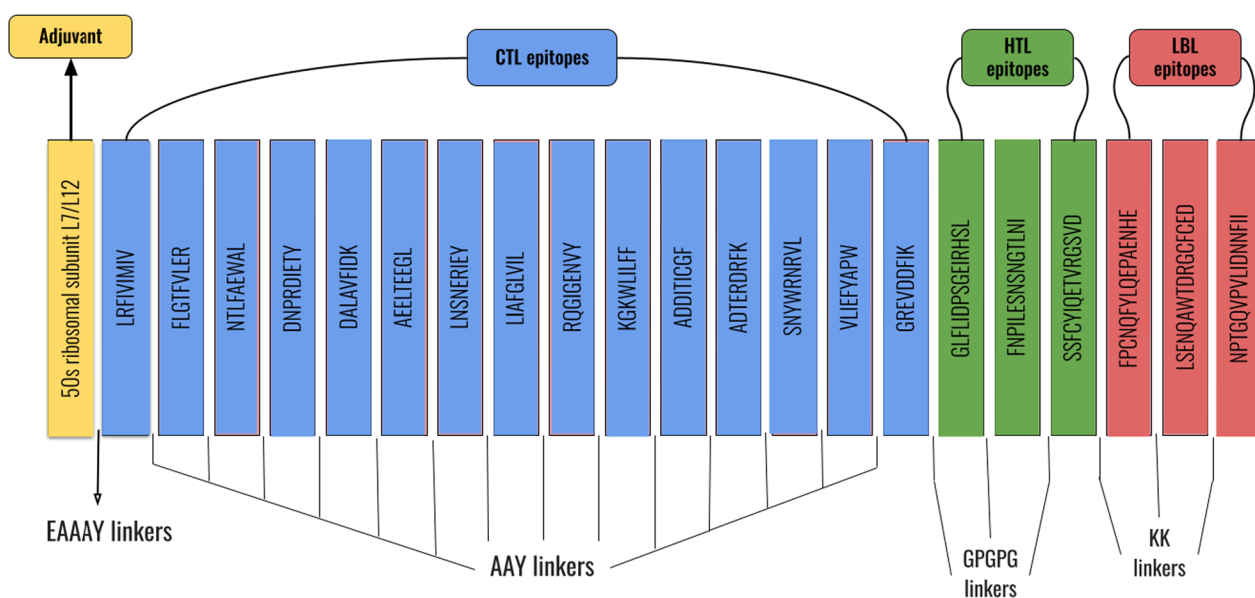 Adjuvant
CTL epitopes
HTL
epitopes
LBL
epitopes
50s ribosomal subunit L7/L12
LRFIVIMIV
FLGTFVLER
NTLFAEWAL
DNPRDIETY
DALAVFIDK
AEELTEEGL
LNSNERIEY
LIAFGLVIL
RQGIGENVY
KGKWLILFF
ADDITICGF
ADTERDRFK
SNYWRNRVL
VLIEFYAPW
GREVDDFIK
GLFLIDPSGEIRHSL
FNPILESNSNGTLNI
SSFCYIQETVRGSVD
FPCNQFYLQEPAENHE
LSENQAWTDRGCFCED
NPTGQVPVLIDNNFII
EAAAY linkers
AAY linkers
GPGPG
linkers
KK
linkers